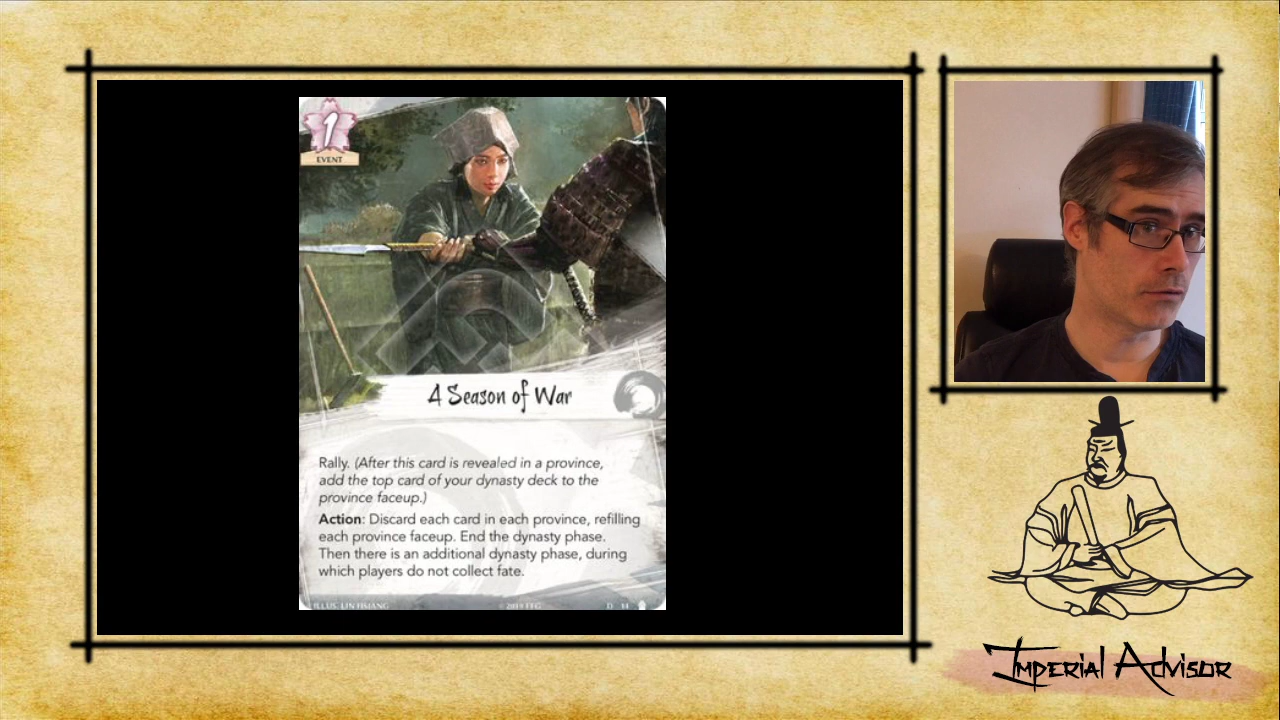 1
EVENT
A Season of War
Rally. (After this card is revealed in a province,
add the top card of your dynasty deck to the
province faceup.)
Action: Discard each card in each province, refilling
each province faceup. End the dynasty phase.
Then there is an additional dynasty phase, during
which players do not collect fate.
ILLUS. LIN HSIANG
© 2019 FFG
Imperial Advisor